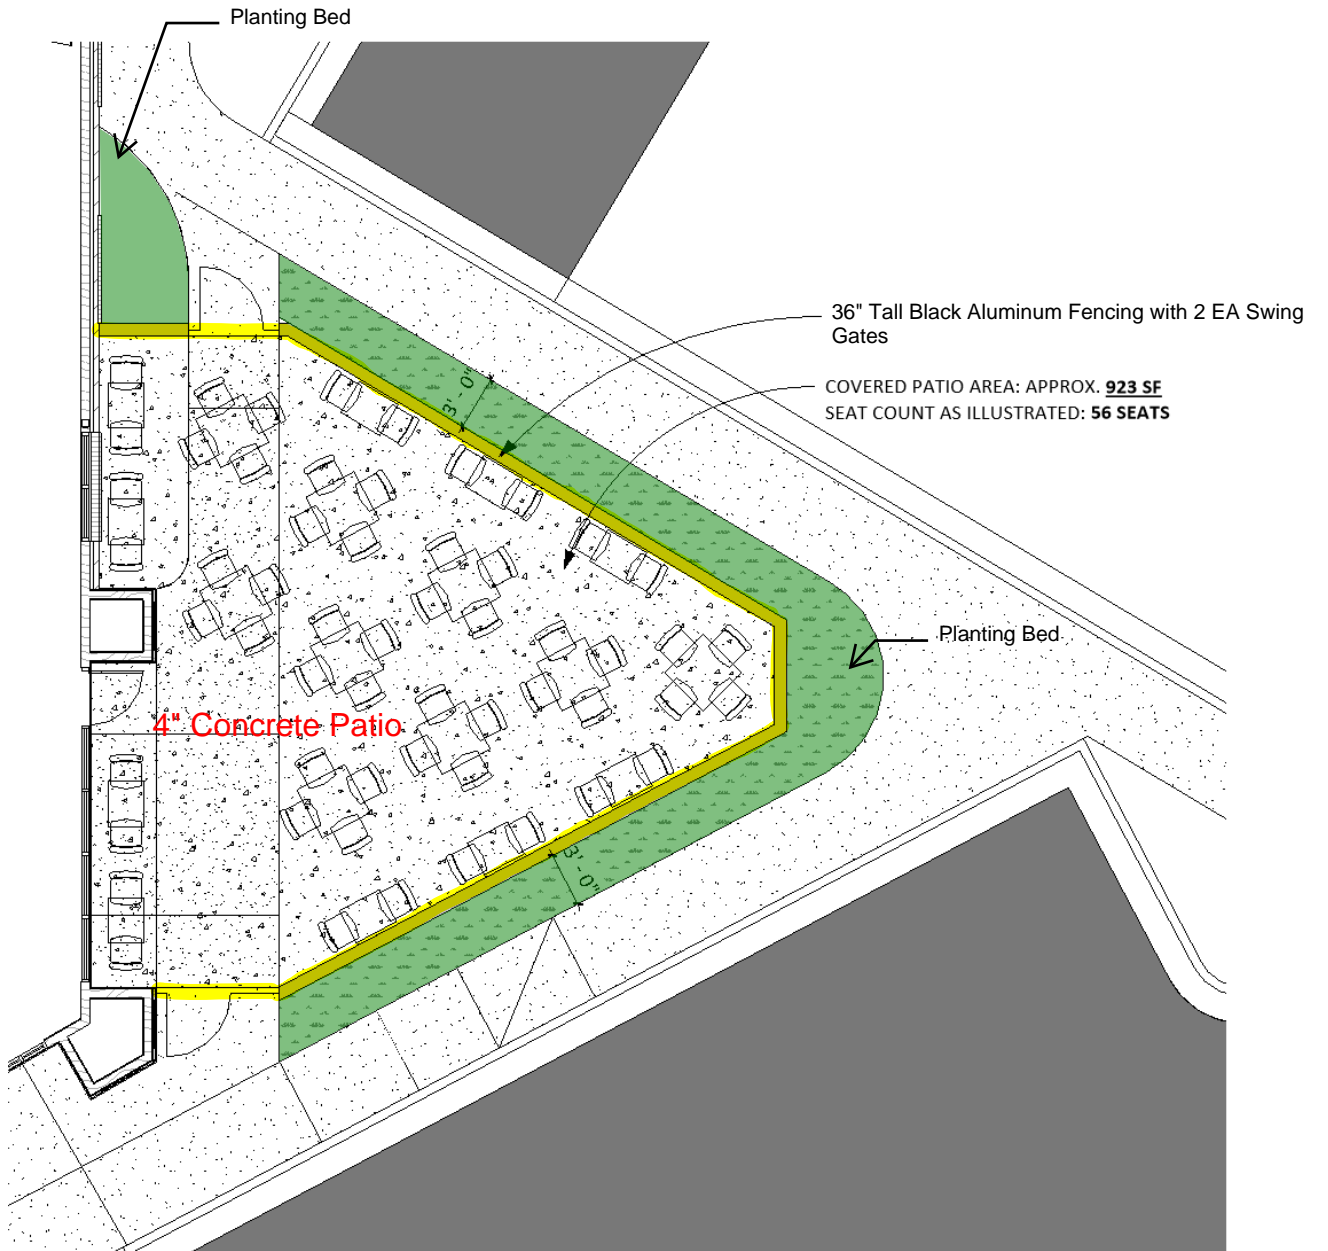 Planting Bed
36" Tall Black Aluminum Fencing with 2 EA Swing
Gates
3' - 0"
COVERED PATIO AREA: APPROX. 923 SF
SEAT COUNT AS ILLUSTRATED: 56 SEATS
Planting Bed
4" Concrete Patio
3' - 0"